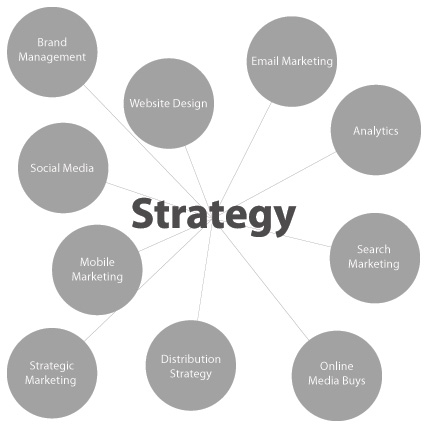 Brand
Management
Email Marketing
Website Design
Analytics
Social Media
Strategy
Search
Marketing
Mobile
Marketing
Strategic
Marketing
Distribution
Strategy
Online
Media Buys